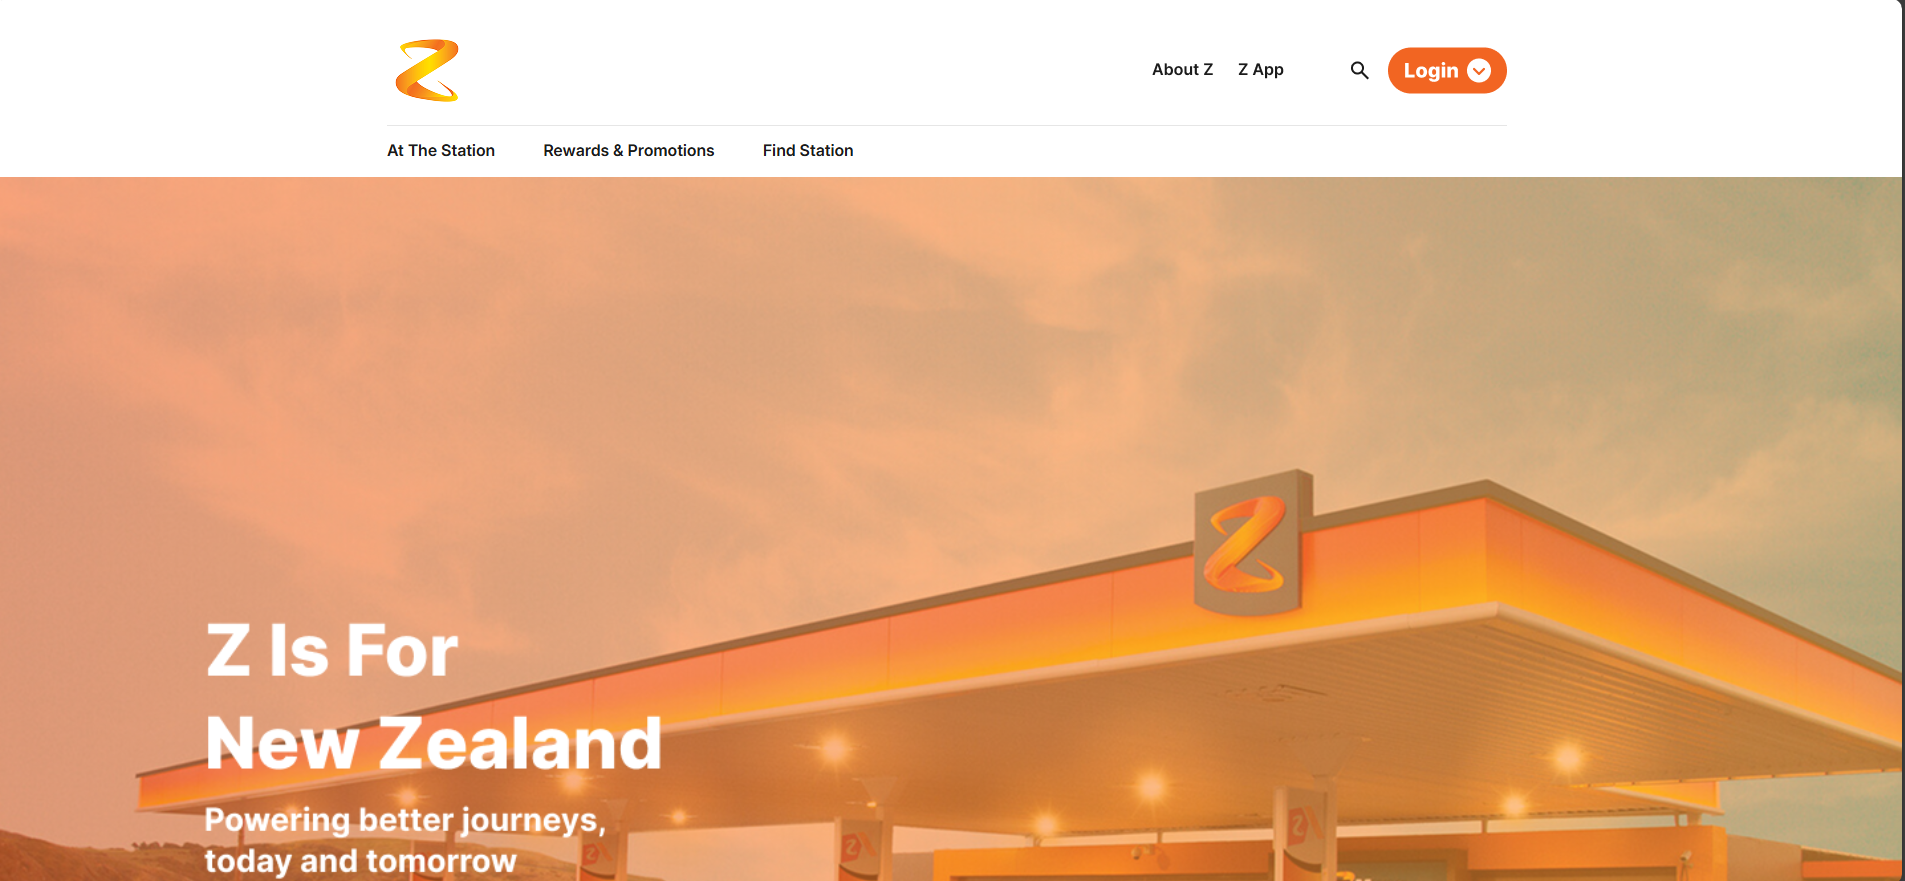 Z
About Z
Z App
Login
At The Station
Rewards & Promotions
Find Station
Z
Z Is For
New Zealand
Powering better journeys,
today and tomorrow